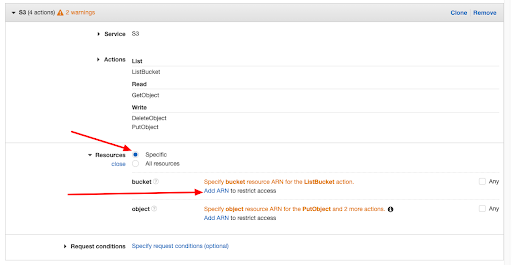 S3 (4 actions) 2 warnings Clone Remove
Service S3
Actions List
ListBucket
Read
GetObject
Write
DeleteObject
PutObject
Resources Specific
close All resources
bucket Specify bucket resource ARN for the ListBucket action. Any
Add ARN to restrict access
object Specify object resource ARN for the PutObject and 2 more actions. Any
Add ARN to restrict access
Request conditions Specify request conditions (optional)